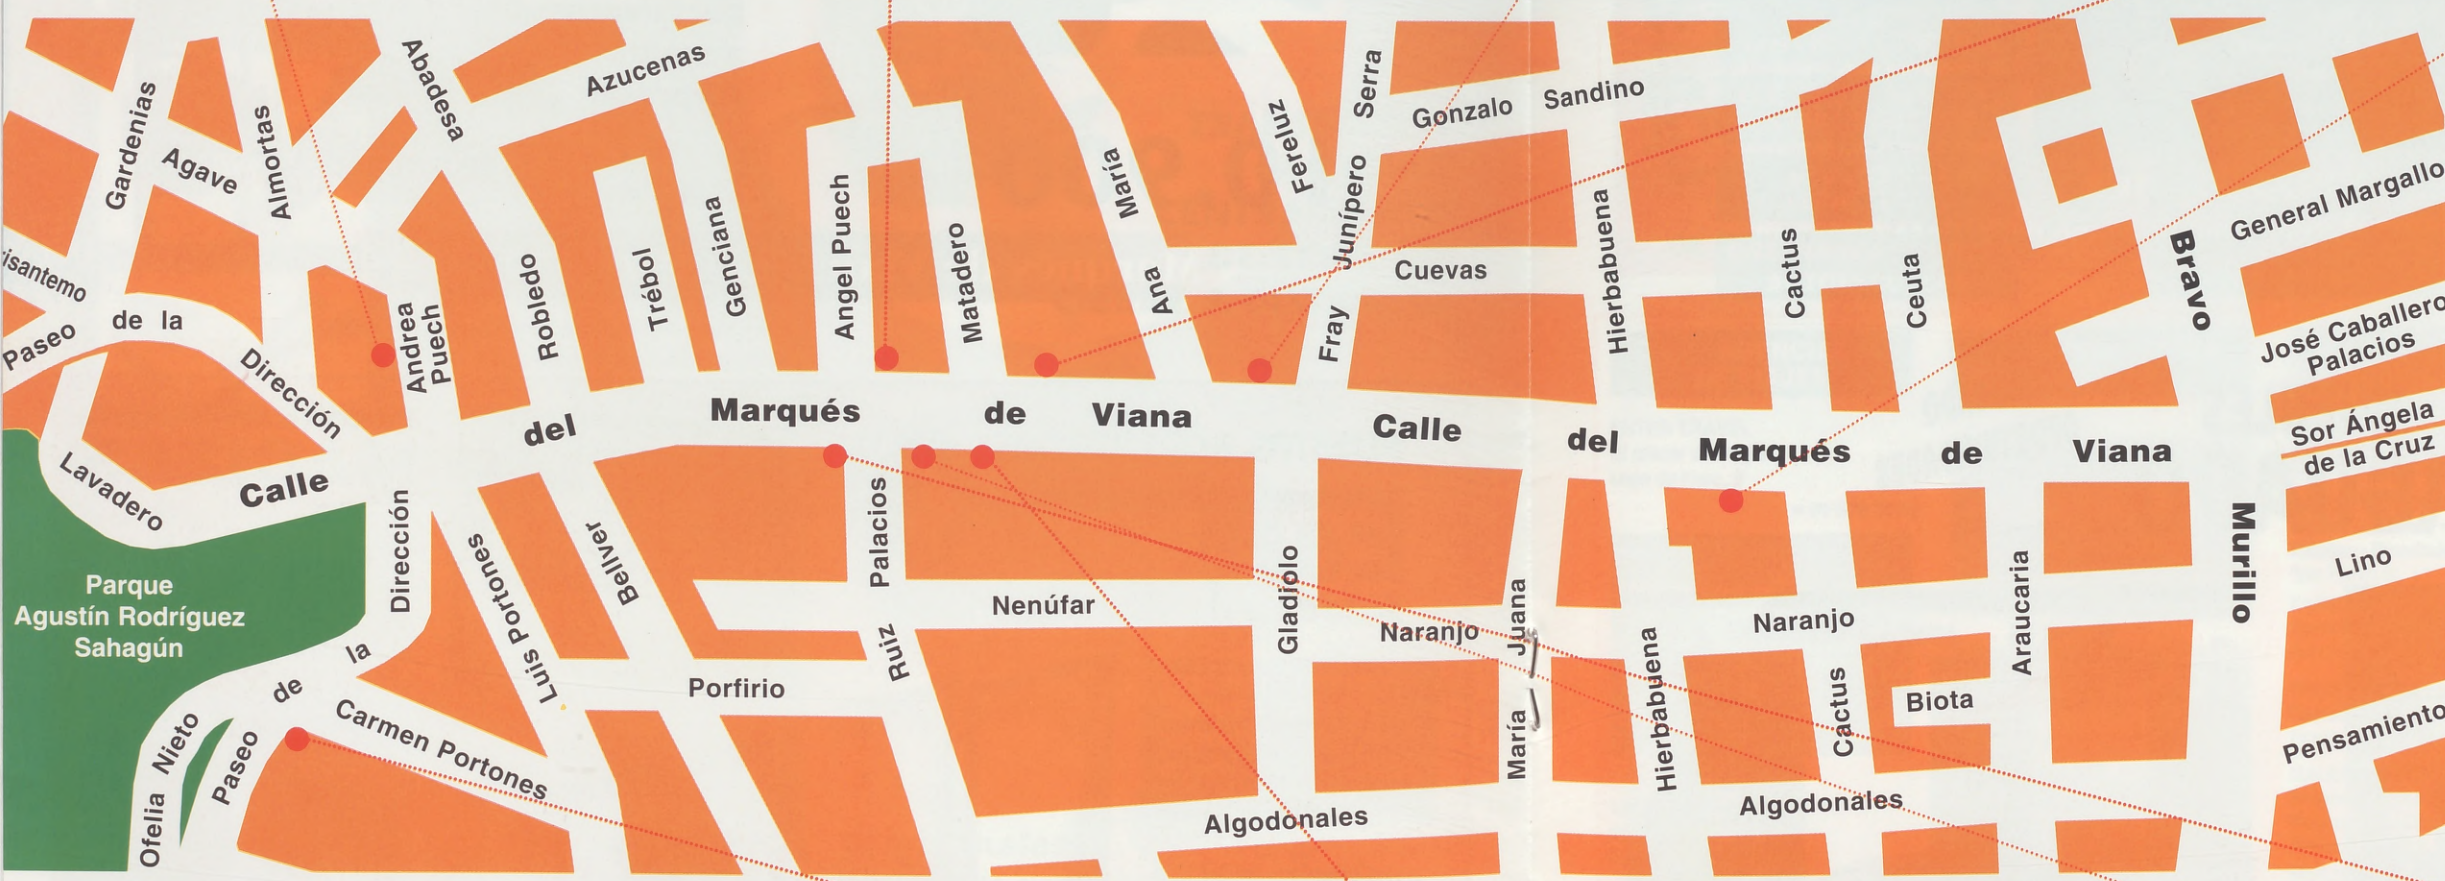 Gardenias
Agave
Almortas
Abadesa
Azucenas
María
Ana
Fereluz
Fray Junípero Serra
Gonzalo Sandino
General Margallo
Paseo de la Dirección
Andrea
Puech
Robledo
Trébol
Genciana
Angel Puech
Matadero
Cuevas
Hierbabuena
Cactus
Ceuta
Bravo Murillo
José Caballero
Palacios
Sor Ángela
de la Cruz
Calle del Marqués de Viana
Calle del Marqués de Viana
Lavadero
Parque
Agustín Rodríguez
Sahagún
Paseo de la Dirección
Luis Portones
Bellver
Ruiz Palacios
Nenúfar
Gladíolo
Naranjo
María Juana
Hierbabuena
Naranjo
Cactus
Biota
Araucaria
Lino
Pensamiento
Porfirio
Carmen Portones
Ofelia Nieto
Algodonales
Algodonales